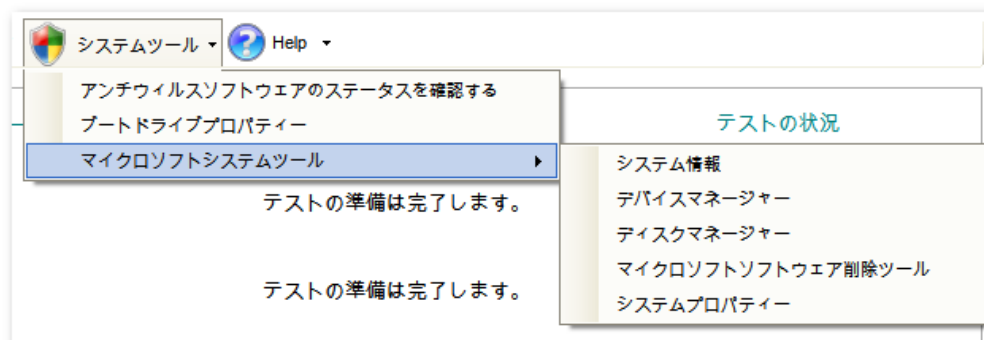 システムツール Help
アンチウィルスソフトウェアのステータスを確認する
ブートドライブプロパティー
マイクロソフトシステムツール
テストの状況
システム情報
デバイスマネージャー
ディスクマネージャー
マイクロソフトソフトウェア削除ツール
システムプロパティー
テストの準備は完了します。
テストの準備は完了します。